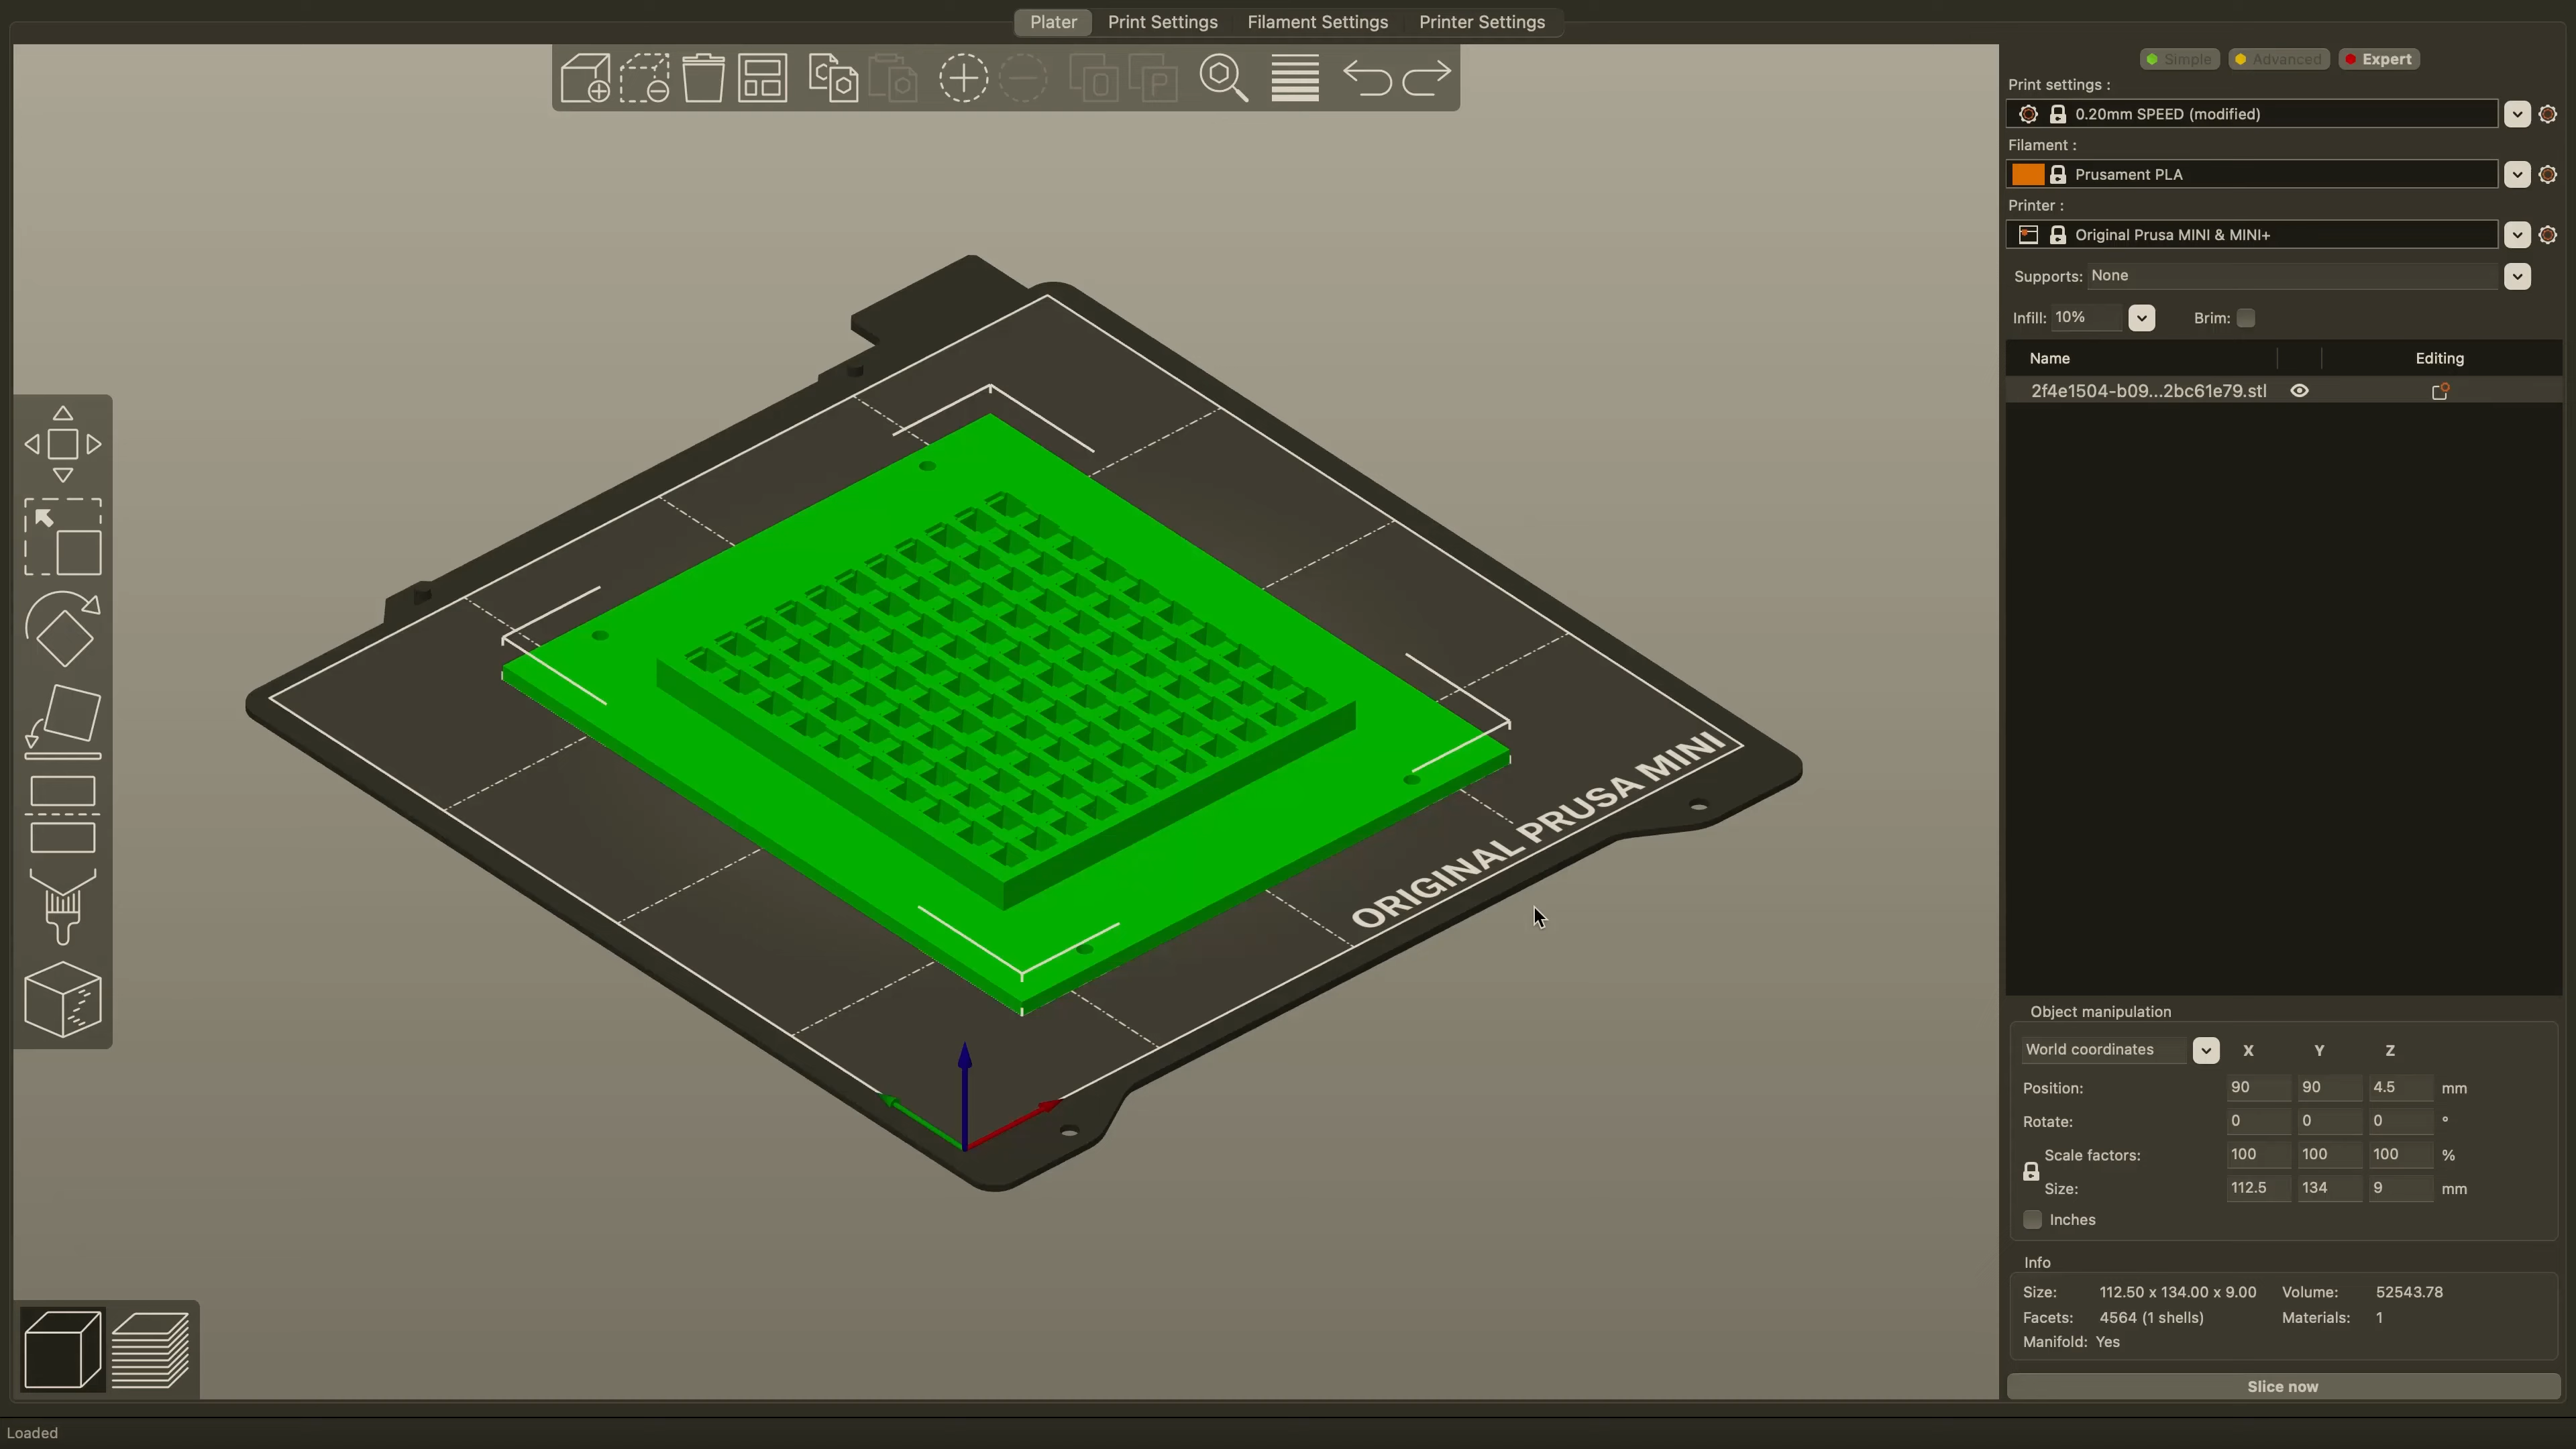 Plater Print Settings Filament Settings Printer Settings
Simple Advanced Expert
Print settings :
0.20mm SPEED (modified)
Filament :
Prusament PLA
Printer :
Original Prusa MINI & MINI+
Supports: None
Infill: 10% Brim:
Name Editing
2f4e1504-b09...2bc61e79.stl
ORIGINAL PRUSA MINI
Object manipulation
World coordinates X Y Z
Position: 90 90 4.5 mm
Rotate: 0 0 0 °
Scale factors: 100 100 100 %
Size: 112.5 134 9 mm
Inches
Info
Size: 112.50 x 134.00 x 9.00 Volume: 52543.78
Facets: 4564 (1 shells) Materials: 1
Manifold: Yes
Slice now
Loaded